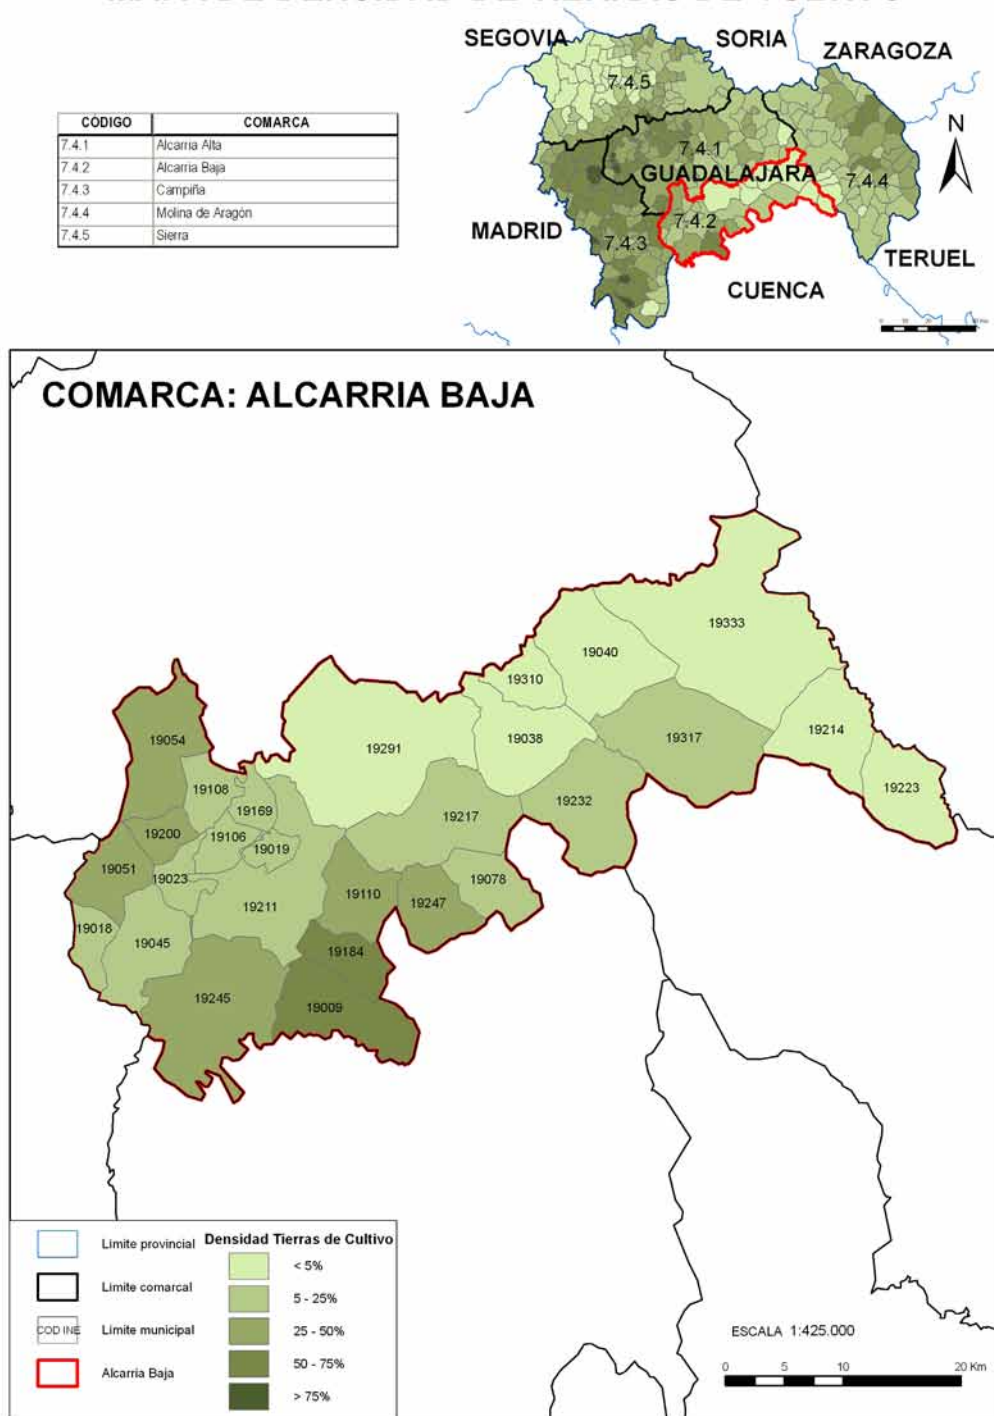 SEGOVIA
SORIA
ZARAGOZA
N
7.4.5
7.4.1
GUADALAJARA
7.4.4
7.4.2
MADRID
7.4.3
TERUEL
CUENCA
CÓDIGO COMARCA
7.4.1 Alcarria Alta
7.4.2 Alcarria Baja
7.4.3 Campiña
7.4.4 Molina de Aragón
7.4.5 Sierra
COMARCA: ALCARRIA BAJA
19333
19040
19310
19054
19291
19038
19317
19214
19223
19108
19169
19217
19232
19200
19106
19019
19051
19023
19078
19110
19247
19211
19018
19045
19184
19245
19009
Límite provincial
Límite comarcal
COD INE
Límite municipal
Alcarria Baja
Densidad Tierras de Cultivo
< 5%
5 - 25%
25 - 50%
50 - 75%
> 75%
ESCALA 1:425.000
0 5 10 20 Km